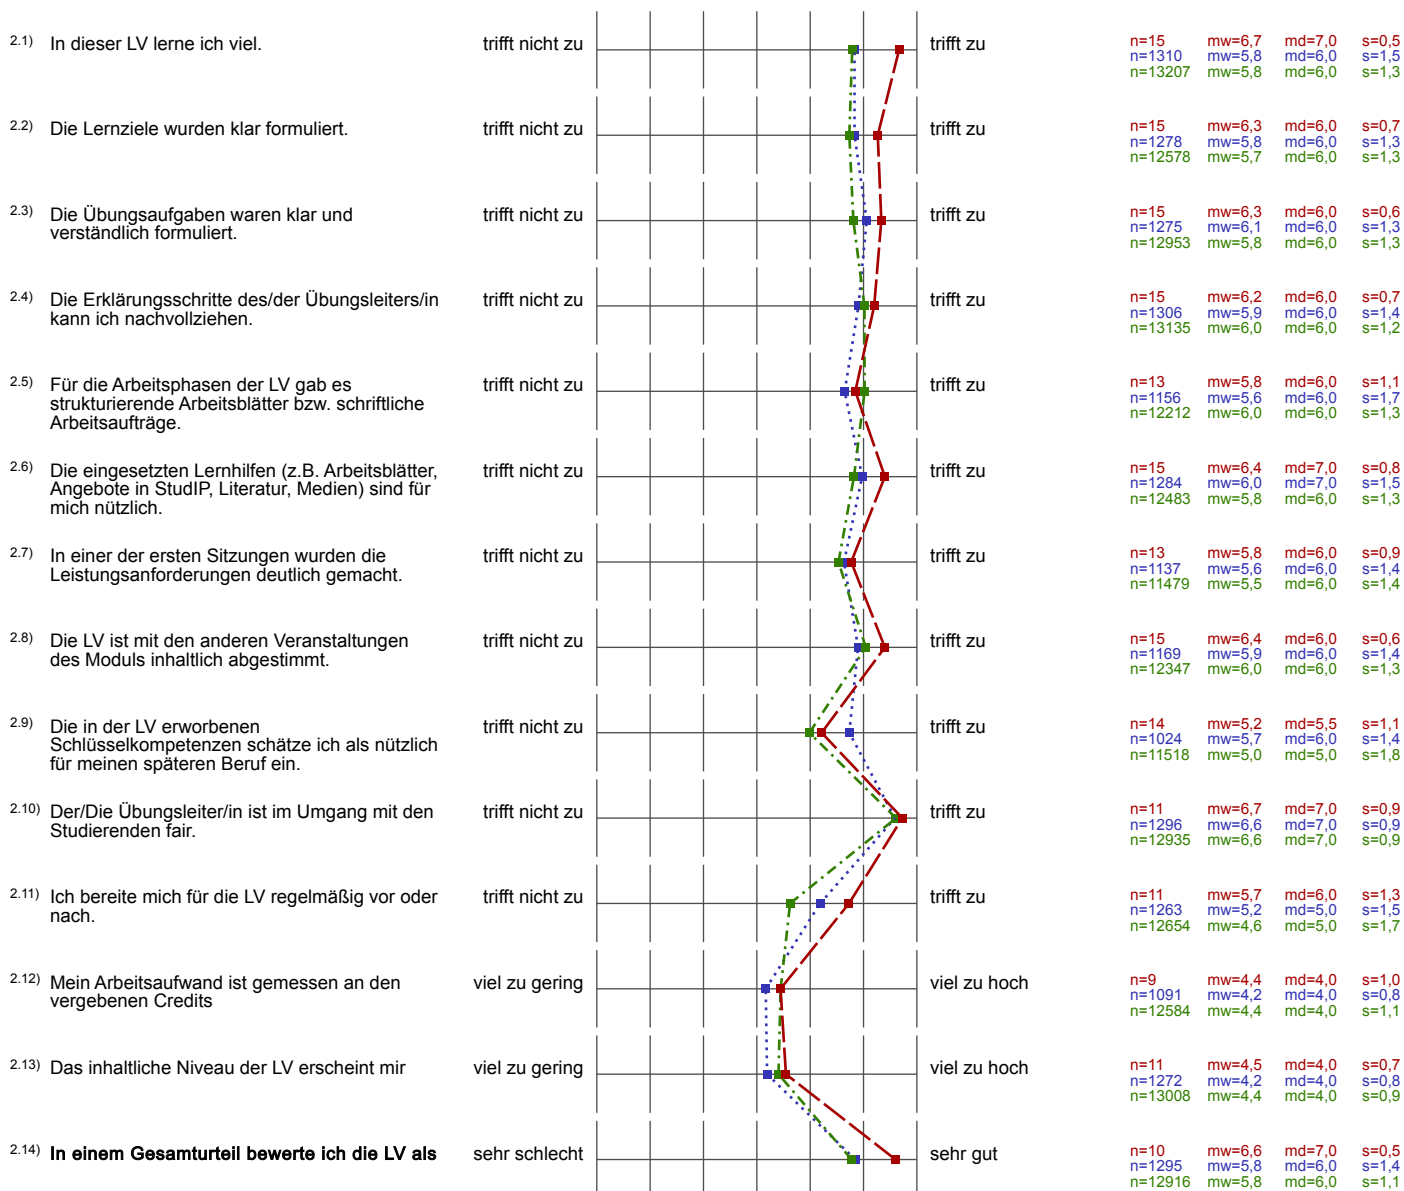 2.1) In dieser LV lerne ich viel. trifft nicht zu trifft zu n=15 mw=6,7 md=7,0 s=0,5
n=1310 mw=5,8 md=6,0 s=1,5
n=13207 mw=5,8 md=6,0 s=1,3
2.2) Die Lernziele wurden klar formuliert. trifft nicht zu trifft zu n=15 mw=6,3 md=6,0 s=0,7
n=1278 mw=5,8 md=6,0 s=1,3
n=12578 mw=5,7 md=6,0 s=1,3
2.3) Die Übungsaufgaben waren klar und trifft nicht zu trifft zu n=15 mw=6,3 md=6,0 s=0,6
verständlich formuliert. n=1275 mw=6,1 md=6,0 s=1,3
n=12953 mw=5,8 md=6,0 s=1,3
2.4) Die Erklärungsschritte des/der Übungsleiters/in trifft nicht zu trifft zu n=15 mw=6,2 md=6,0 s=0,7
kann ich nachvollziehen. n=1306 mw=5,9 md=6,0 s=1,4
n=13135 mw=6,0 md=6,0 s=1,2
2.5) Für die Arbeitsphasen der LV gab es trifft nicht zu trifft zu n=13 mw=5,8 md=6,0 s=1,1
strukturierende Arbeitsblätter bzw. schriftliche n=1156 mw=5,6 md=6,0 s=1,7
Arbeitsaufträge. n=12212 mw=6,0 md=6,0 s=1,3
2.6) Die eingesetzten Lernhilfen (z.B. Arbeitsblätter, trifft nicht zu trifft zu n=15 mw=6,4 md=7,0 s=0,8
Angebote in StudIP, Literatur, Medien) sind für n=1284 mw=6,0 md=7,0 s=1,5
mich nützlich. n=12483 mw=5,8 md=6,0 s=1,3
2.7) In einer der ersten Sitzungen wurden die trifft nicht zu trifft zu n=13 mw=5,8 md=6,0 s=0,9
Leistungsanforderungen deutlich gemacht. n=1137 mw=5,6 md=6,0 s=1,4
n=11479 mw=5,5 md=6,0 s=1,4
2.8) Die LV ist mit den anderen Veranstaltungen trifft nicht zu trifft zu n=15 mw=6,4 md=6,0 s=0,6
des Moduls inhaltlich abgestimmt. n=1169 mw=5,9 md=6,0 s=1,4
n=12347 mw=6,0 md=6,0 s=1,3
2.9) Die in der LV erworbenen trifft nicht zu trifft zu n=14 mw=5,2 md=5,5 s=1,1
Schlüsselkompetenzen schätze ich als nützlich n=1024 mw=5,7 md=6,0 s=1,4
für meinen späteren Beruf ein. n=11518 mw=5,0 md=5,0 s=1,8
2.10) Der/Die Übungsleiter/in ist im Umgang mit den trifft nicht zu trifft zu n=11 mw=6,7 md=7,0 s=0,9
Studierenden fair. n=1296 mw=6,6 md=7,0 s=0,9
n=12935 mw=6,6 md=7,0 s=0,9
2.11) Ich bereite mich für die LV regelmäßig vor oder trifft nicht zu trifft zu n=11 mw=5,7 md=6,0 s=1,3
nach. n=1263 mw=5,2 md=5,0 s=1,5
n=12654 mw=4,6 md=5,0 s=1,7
2.12) Mein Arbeitsaufwand ist gemessen an den viel zu gering viel zu hoch n=9 mw=4,4 md=4,0 s=1,0
vergebenen Credits n=1091 mw=4,2 md=4,0 s=0,8
n=12584 mw=4,4 md=4,0 s=1,1
2.13) Das inhaltliche Niveau der LV erscheint mir viel zu gering viel zu hoch n=11 mw=4,5 md=4,0 s=0,7
n=1272 mw=4,2 md=4,0 s=0,8
n=13008 mw=4,4 md=4,0 s=0,9
2.14) In einem Gesamturteil bewerte ich die LV als sehr schlecht sehr gut n=10 mw=6,6 md=7,0 s=0,5
n=1295 mw=5,8 md=6,0 s=1,4
n=12916 mw=5,8 md=6,0 s=1,1